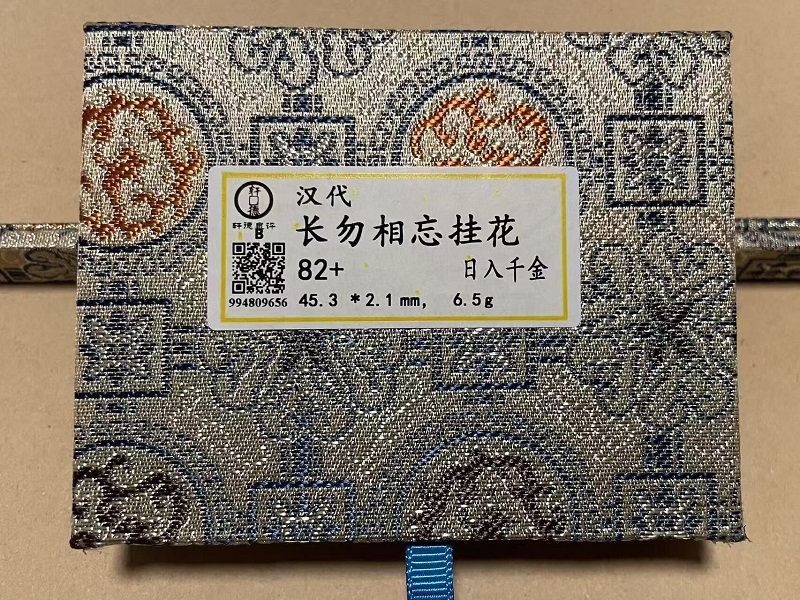 汉代
长勿相忘挂花
82+ 日入千金
994809656 45.3 *2.1mm, 6.5g